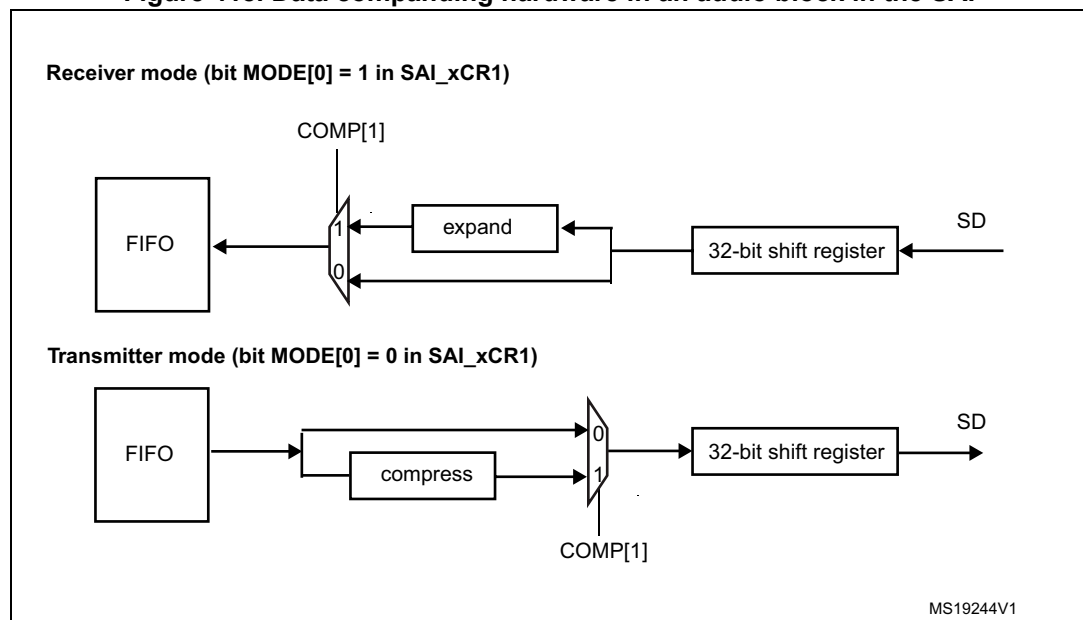 Receiver mode (bit MODE[0] = 1 in SAI_xCR1)
COMP[1]
FIFO
1
0
expand
32-bit shift register
SD
Transmitter mode (bit MODE[0] = 0 in SAI_xCR1)
FIFO
compress
0
1
COMP[1]
32-bit shift register
SD
MS19244V1